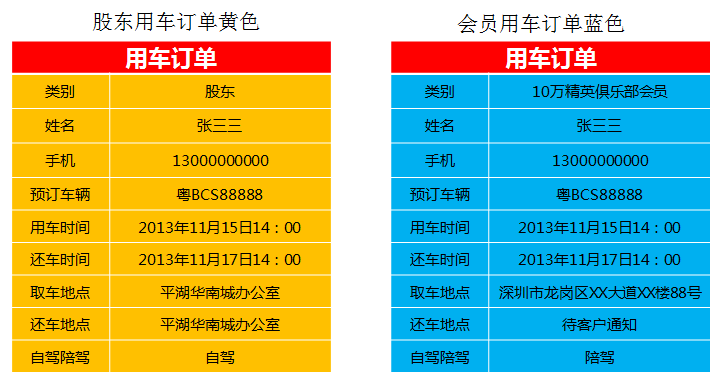 股东用车订单黄色
用车订单
类别 股东
姓名 张三三
手机 13000000000
预订车辆 粤BCS88888
用车时间 2013年11月15日14：00
还车时间 2013年11月17日14：00
取车地点 平湖华南城办公室
还车地点 平湖华南城办公室
自驾陪驾 自驾
会员用车订单蓝色
用车订单
类别 10万精英俱乐部会员
姓名 张三三
手机 13000000000
预订车辆 粤BCS88888
用车时间 2013年11月15日14：00
还车时间 2013年11月17日14：00
取车地点 深圳市龙岗区XX大道XX楼88号
还车地点 待客户通知
自驾陪驾 陪驾